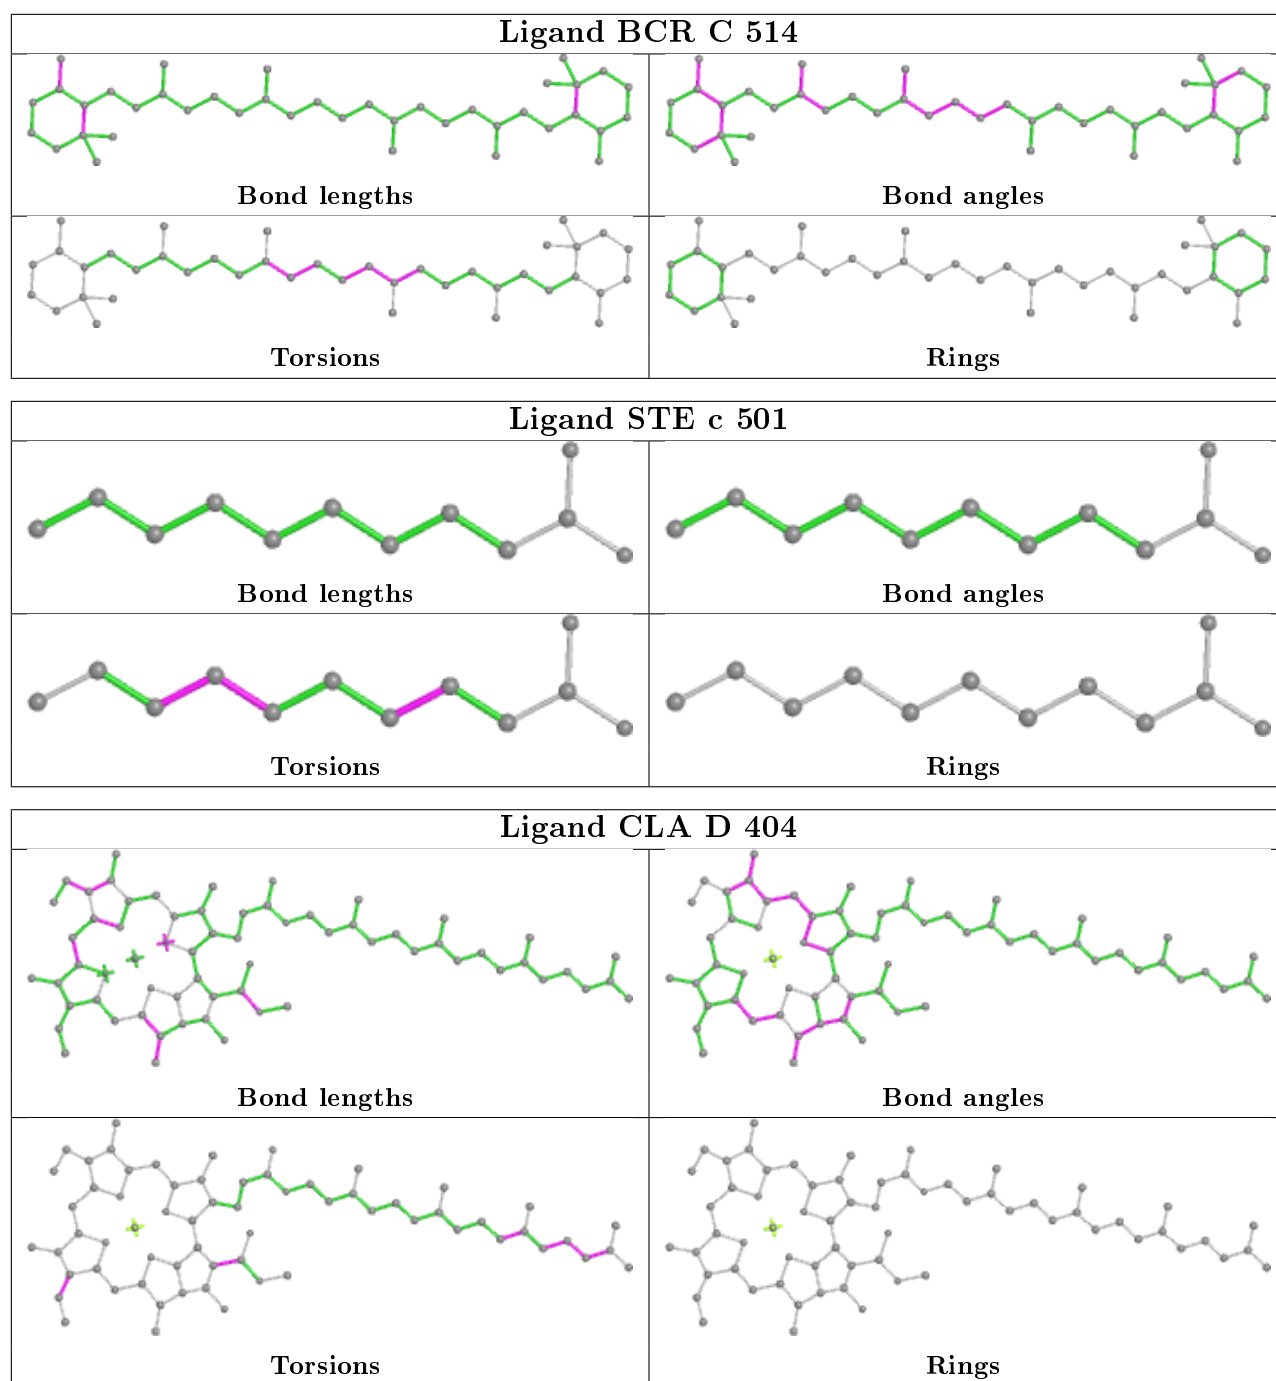 Ligand BCR C 514
Bond lengths
Bond angles
Torsions
Rings
Ligand STE c 501
Bond lengths
Bond angles
Torsions
Rings
Ligand CLA D 404
Bond lengths
Bond angles
Torsions
Rings